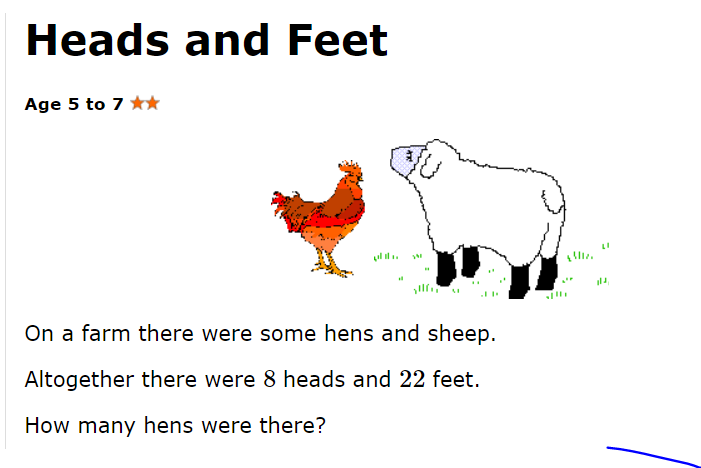 Heads and Feet
Age 5 to 7
On a farm there were some hens and sheep.
Altogether there were 8 heads and 22 feet.
How many hens were there?